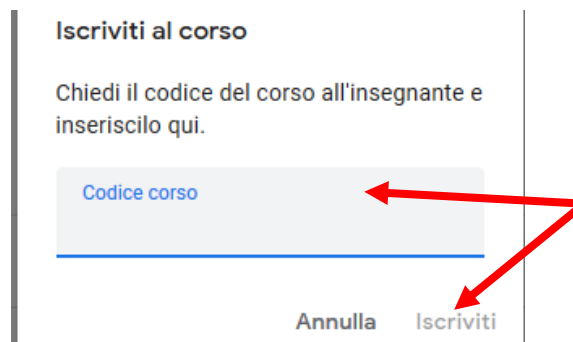 Iscriviti al corso
Chiedi il codice del corso all'insegnante e
inseriscilo qui.
Codice corso
Annulla Iscriviti